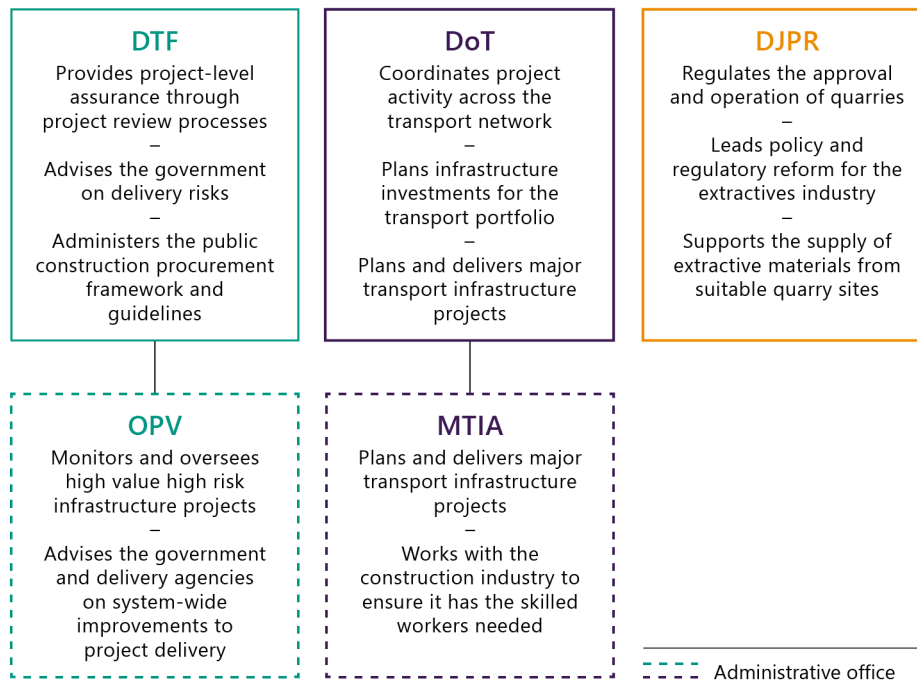 DTF
Provides project-level
assurance through
project review processes
–
Advises the government
on delivery risks
–
Administers the public
construction procurement
framework and
guidelines
DoT
Coordinates project
activity across the
transport network
–
Plans infrastructure
investments for the
transport portfolio
–
Plans and delivers major
transport infrastructure
projects
DJPR
Regulates the approval
and operation of quarries
–
Leads policy and
regulatory reform for the
extractives industry
–
Supports the supply of
extractive materials from
suitable quarry sites
OPV
Monitors and oversees
high value high risk
infrastructure projects
–
Advises the government
and delivery agencies
on system-wide
improvements to
project delivery
MTIA
Plans and delivers major
transport infrastructure
projects
–
Works with the
construction industry to
ensure it has the skilled
workers needed
Administrative office